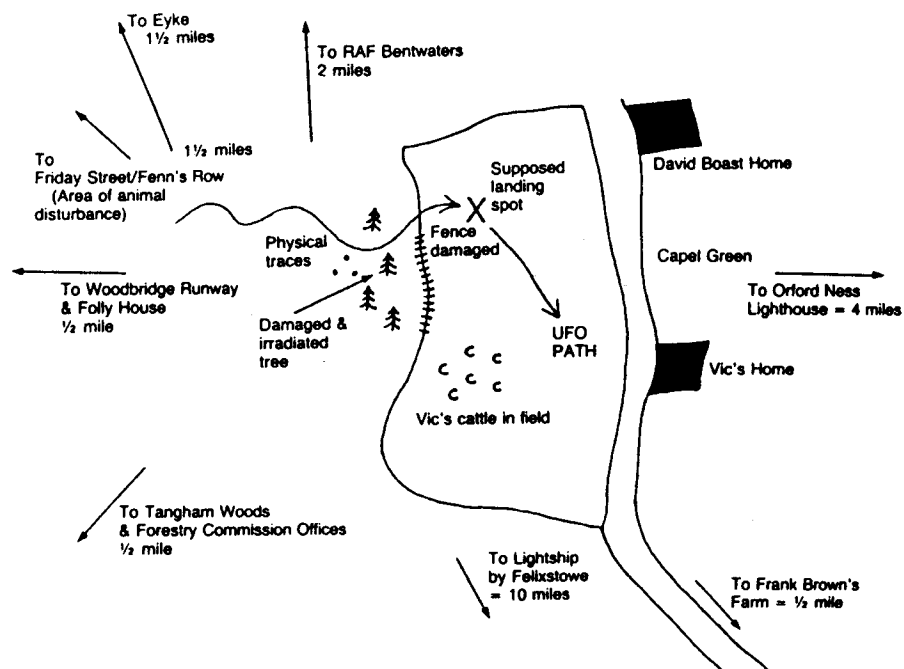 To Eyke
1½ miles
To RAF Bentwaters
2 miles
1½ miles
To
Friday Street/Fenn's Row
(Area of animal
disturbance)
Supposed
landing
spot
X
David Boast Home
Physical
traces
Fence
damaged
Capel Green
To Woodbridge Runway
& Folly House
½ mile
To Orford Ness
Lighthouse = 4 miles
Damaged &
irradiated
tree
UFO
PATH
c
c
c
c
c
c
Vic's Home
Vic's cattle in field
To Tangham Woods
& Forestry Commission Offices
½ mile
To Lightship
by Felixstowe
= 10 miles
To Frank Brown's
Farm = ½ mile